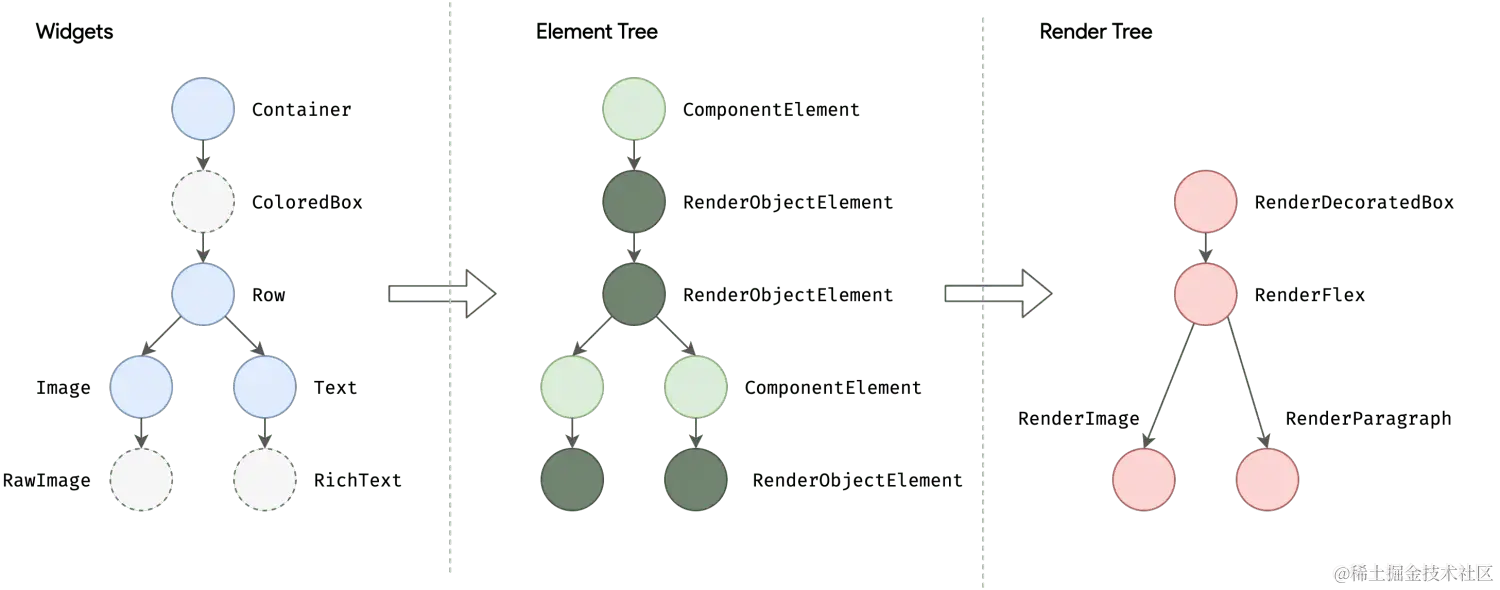 Widgets
Container
ColoredBox
Row
Image
Text
RawImage
RichText
Element Tree
ComponentElement
RenderObjectElement
RenderObjectElement
ComponentElement
RenderObjectElement
Render Tree
RenderDecoratedBox
RenderFlex
RenderImage
RenderParagraph
@稀土掘金技术社区